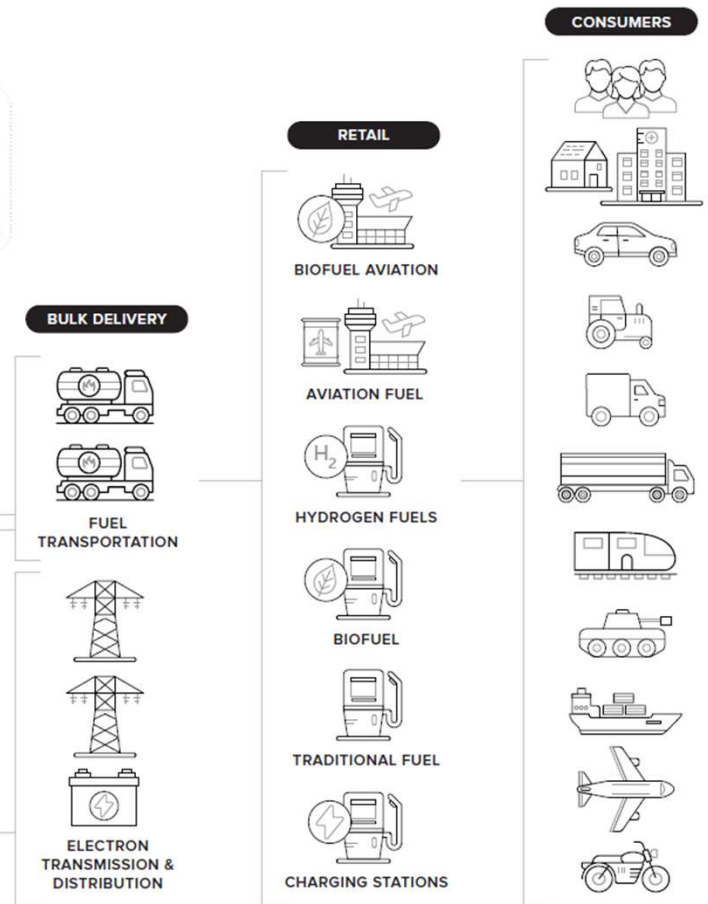 CONSUMERS
RETAIL
BIOFUEL AVIATION
BULK DELIVERY
AVIATION FUEL
H2
HYDROGEN FUELS
FUEL
TRANSPORTATION
BIOFUEL
TRADITIONAL FUEL
ELECTRON
TRANSMISSION &
DISTRIBUTION
CHARGING STATIONS